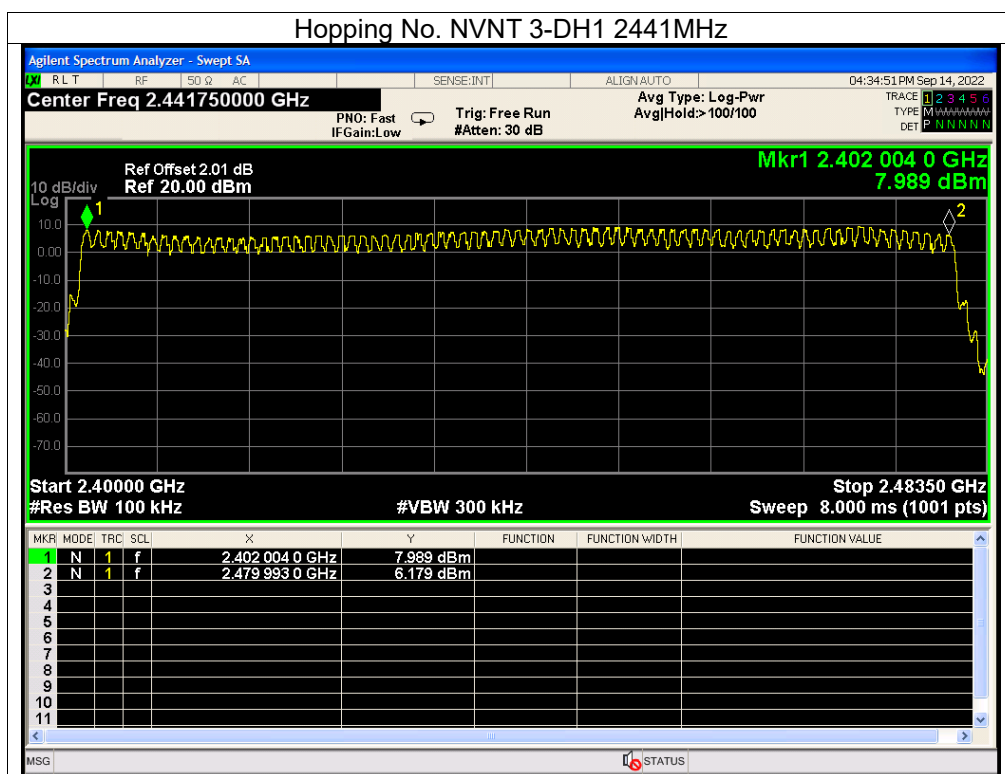 Hopping No. NVNT 3-DH1 2441MHz
Agilent Spectrum Analyzer - Swept SA
LXI RLT RF 50 Ω AC SENSE:INT ALIGN AUTO 04:34:51 PM Sep 14, 2022
Center Freq 2.441750000 GHz Avg Type: Log-Pwr TRACE 1 2 3 4 5 6
PNO: Fast Trig: Free Run Avg|Hold:>100/100 TYPE M WWWWW
IFGain:Low #Atten: 30 dB DET P N N N N N
Ref Offset 2.01 dB Mkr1 2.402 004 0 GHz
10 dB/div Ref 20.00 dBm 7.989 dBm
Log
1 2
10.0
0.00
-10.0
-20.0
-30.0
-40.0
-50.0
-60.0
-70.0
Start 2.40000 GHz Stop 2.48350 GHz
#Res BW 100 kHz #VBW 300 kHz Sweep 8.000 ms (1001 pts)
MKR MODE TRC SCL X Y FUNCTION FUNCTION WIDTH FUNCTION VALUE
1 N 1 f 2.402 004 0 GHz 7.989 dBm
2 N 1 f 2.479 993 0 GHz 6.179 dBm
3
4
5
6
7
8
9
10
11
MSG STATUS